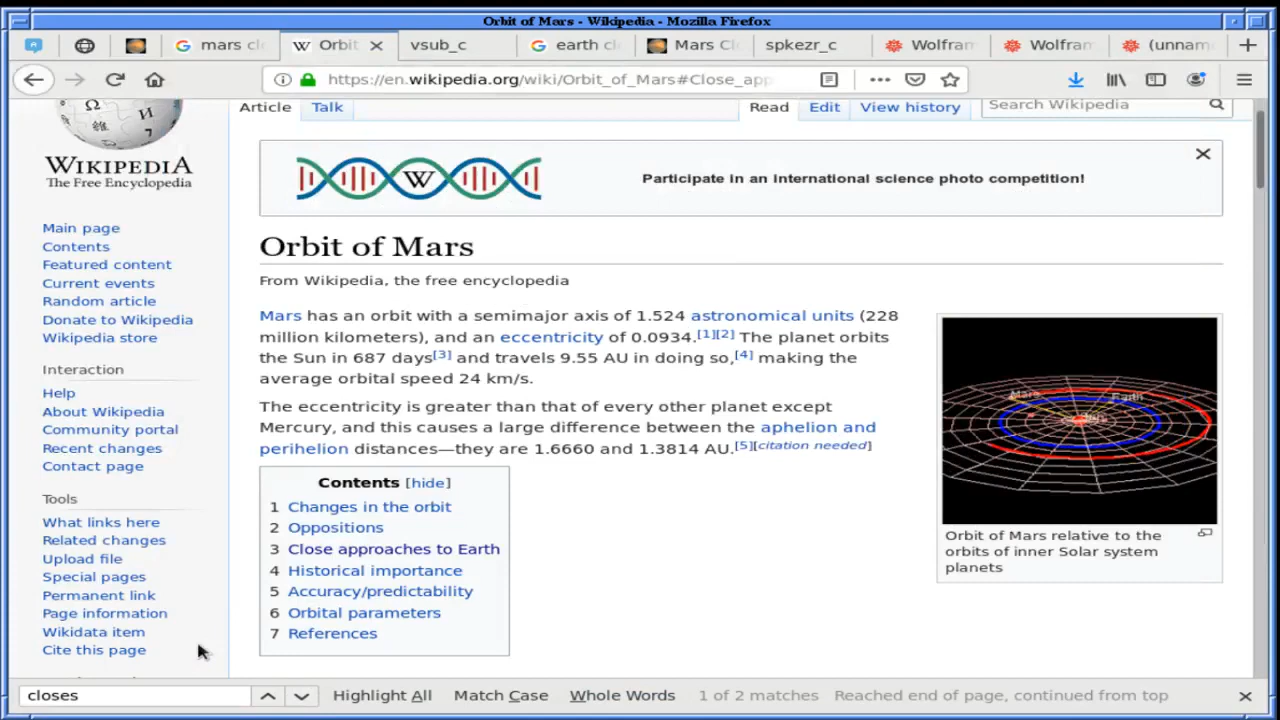 Orbit of Mars - Wikipedia - Mozilla Firefox
mars cl
Orbit
vsub_c
earth cl
Mars Cl
spkezr_c
Wolfram
Wolfram
(unnam
https://en.wikipedia.org/wiki/Orbit_of_Mars#Close_app
WIKIPEDIA
The Free Encyclopedia
Article Talk Read Edit View history Search Wikipedia
W
Participate in an international science photo competition!
Main page
Contents
Featured content
Current events
Random article
Donate to Wikipedia
Wikipedia store
Interaction
Help
About Wikipedia
Community portal
Recent changes
Contact page
Tools
What links here
Related changes
Upload file
Special pages
Permanent link
Page information
Wikidata item
Cite this page
Orbit of Mars
From Wikipedia, the free encyclopedia
Mars has an orbit with a semimajor axis of 1.524 astronomical units (228
million kilometers), and an eccentricity of 0.0934.[1][2] The planet orbits
the Sun in 687 days[3] and travels 9.55 AU in doing so,[4] making the
average orbital speed 24 km/s.
The eccentricity is greater than that of every other planet except
Mercury, and this causes a large difference between the aphelion and
perihelion distances—they are 1.6660 and 1.3814 AU.[5][citation needed]
Contents [hide]
1 Changes in the orbit
2 Oppositions
3 Close approaches to Earth
4 Historical importance
5 Accuracy/predictability
6 Orbital parameters
7 References
Mars
Earth
Orbit of Mars relative to the
orbits of inner Solar system
planets
closes
Highlight All Match Case Whole Words 1 of 2 matches Reached end of page, continued from top